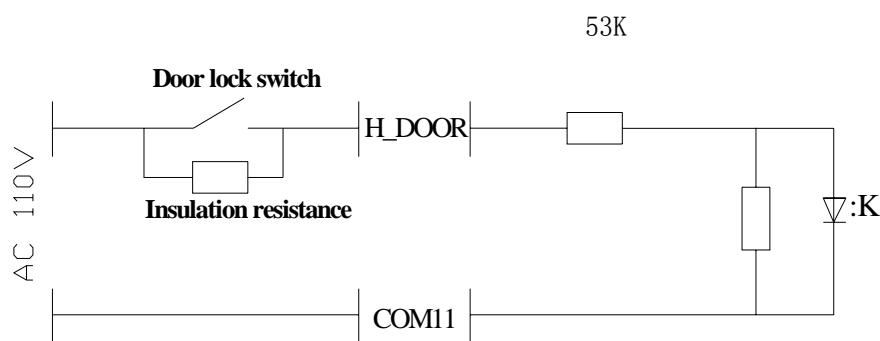 53K
Door lock switch
H_DOOR
AC 110V
Insulation resistance
:K
COM11